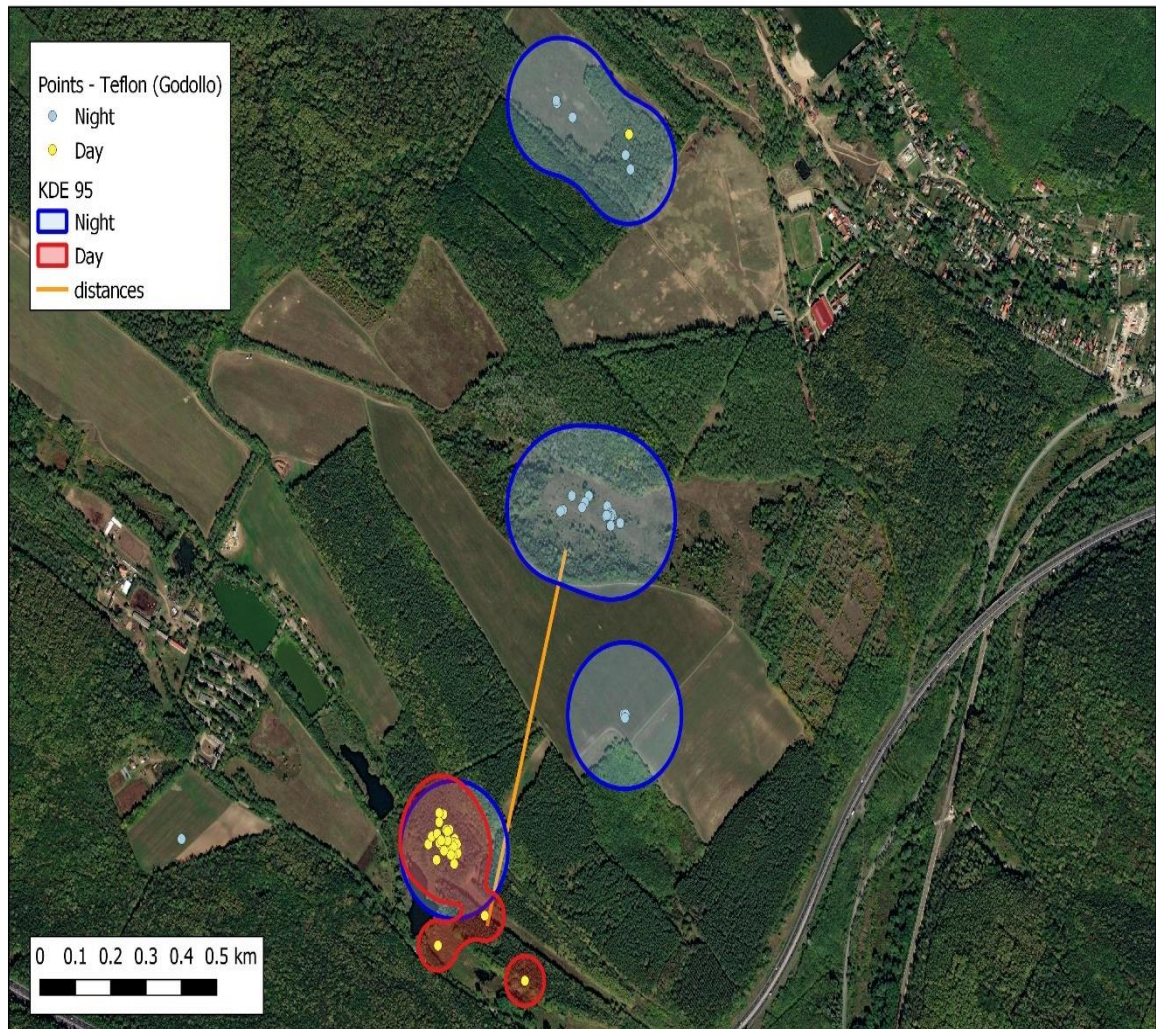 Points - Teflon (Godollo)
Night
Day
KDE 95
Night
Day
distances
0 0.1 0.2 0.3 0.4 0.5 km